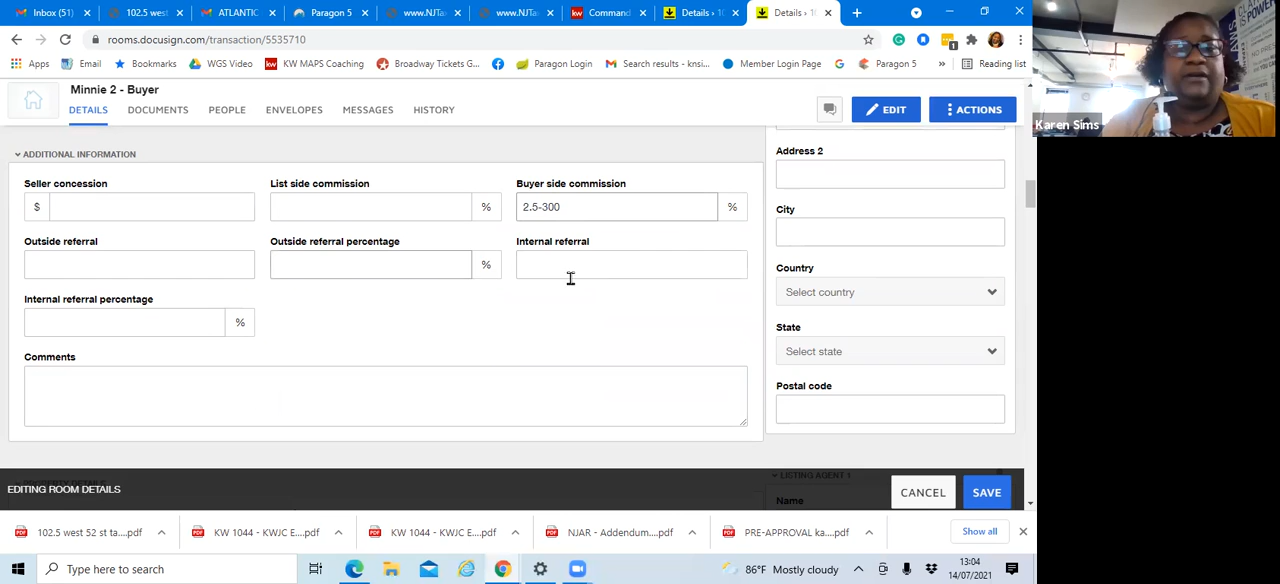 Inbox (51)
102.5 west
ATLANTIC
Paragon 5
www.NJTa
www.NJTa
Command
Details › 10
Details › 10
rooms.docusign.com/transaction/5535710
Apps
Email
Bookmarks
WGS Video
KW MAPS Coaching
Broadway Tickets G...
Paragon Login
Search results - knsi...
Member Login Page
Paragon 5
»
Reading list
Minnie 2 - Buyer
DETAILS
DOCUMENTS
PEOPLE
ENVELOPES
MESSAGES
HISTORY
EDIT
ACTIONS
Karen Sims
ADDITIONAL INFORMATION
Seller concession
List side commission
Buyer side commission
$
%
2.5-300
%
Outside referral
Outside referral percentage
Internal referral
%
Internal referral percentage
%
Comments
Address 2
City
Country
Select country
State
Select state
Postal code
LISTING AGENT 1
Name
EDITING ROOM DETAILS
CANCEL
SAVE
102.5 west 52 st ta....pdf
KW 1044 - KWJC E....pdf
KW 1044 - KWJC E....pdf
NJAR - Addendum....pdf
PRE-APPROVAL ka....pdf
Show all
Type here to search
86°F Mostly cloudy
13:04
14/07/2021